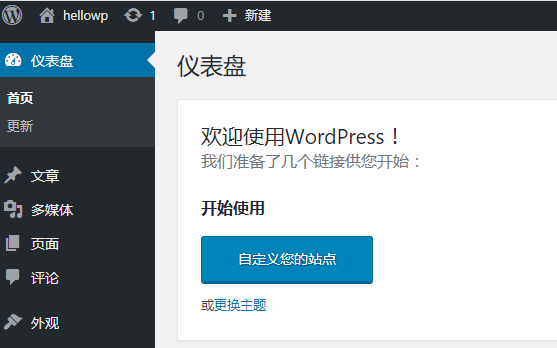 hellowp 1 0 新建
仪表盘
首页
更新
文章
多媒体
页面
评论
外观
仪表盘
欢迎使用WordPress！
我们准备了几个链接供您开始：
开始使用
自定义您的站点
或更换主题